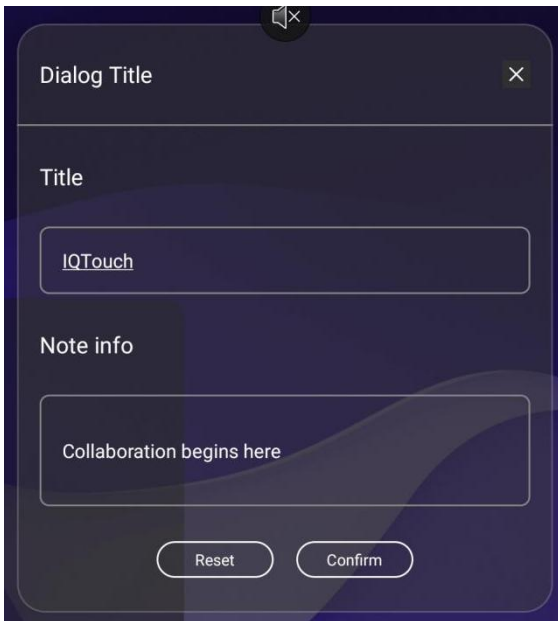 Dialog Title
Title
IQTouch
Note info
Collaboration begins here
Reset Confirm